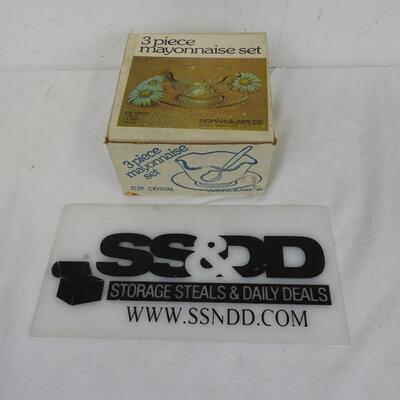 3 piece
mayonnaise set
INDIANA GLASS CO.
3 piece
mayonnaise
set
2129 CRYSTAL
SS&DD
STORAGE STEALS & DAILY DEALS
WWW.SSNDD.COM